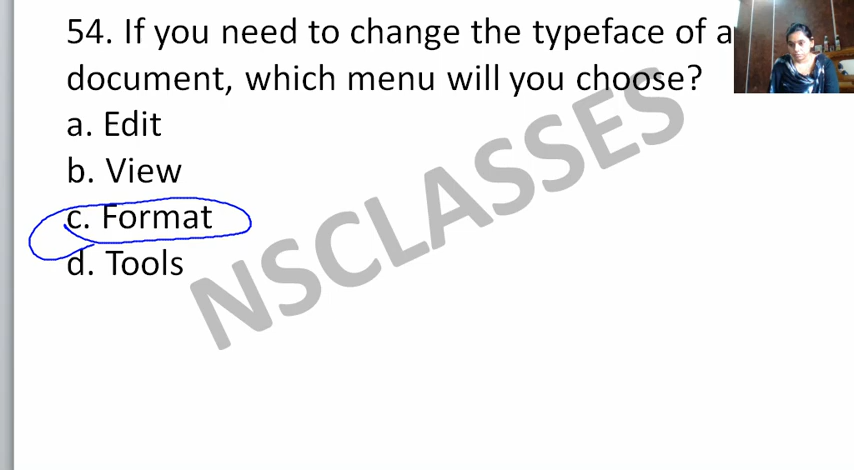 54. If you need to change the typeface of a
document, which menu will you choose?
a. Edit
b. View
c. Format
d. Tools
NSCLASSES